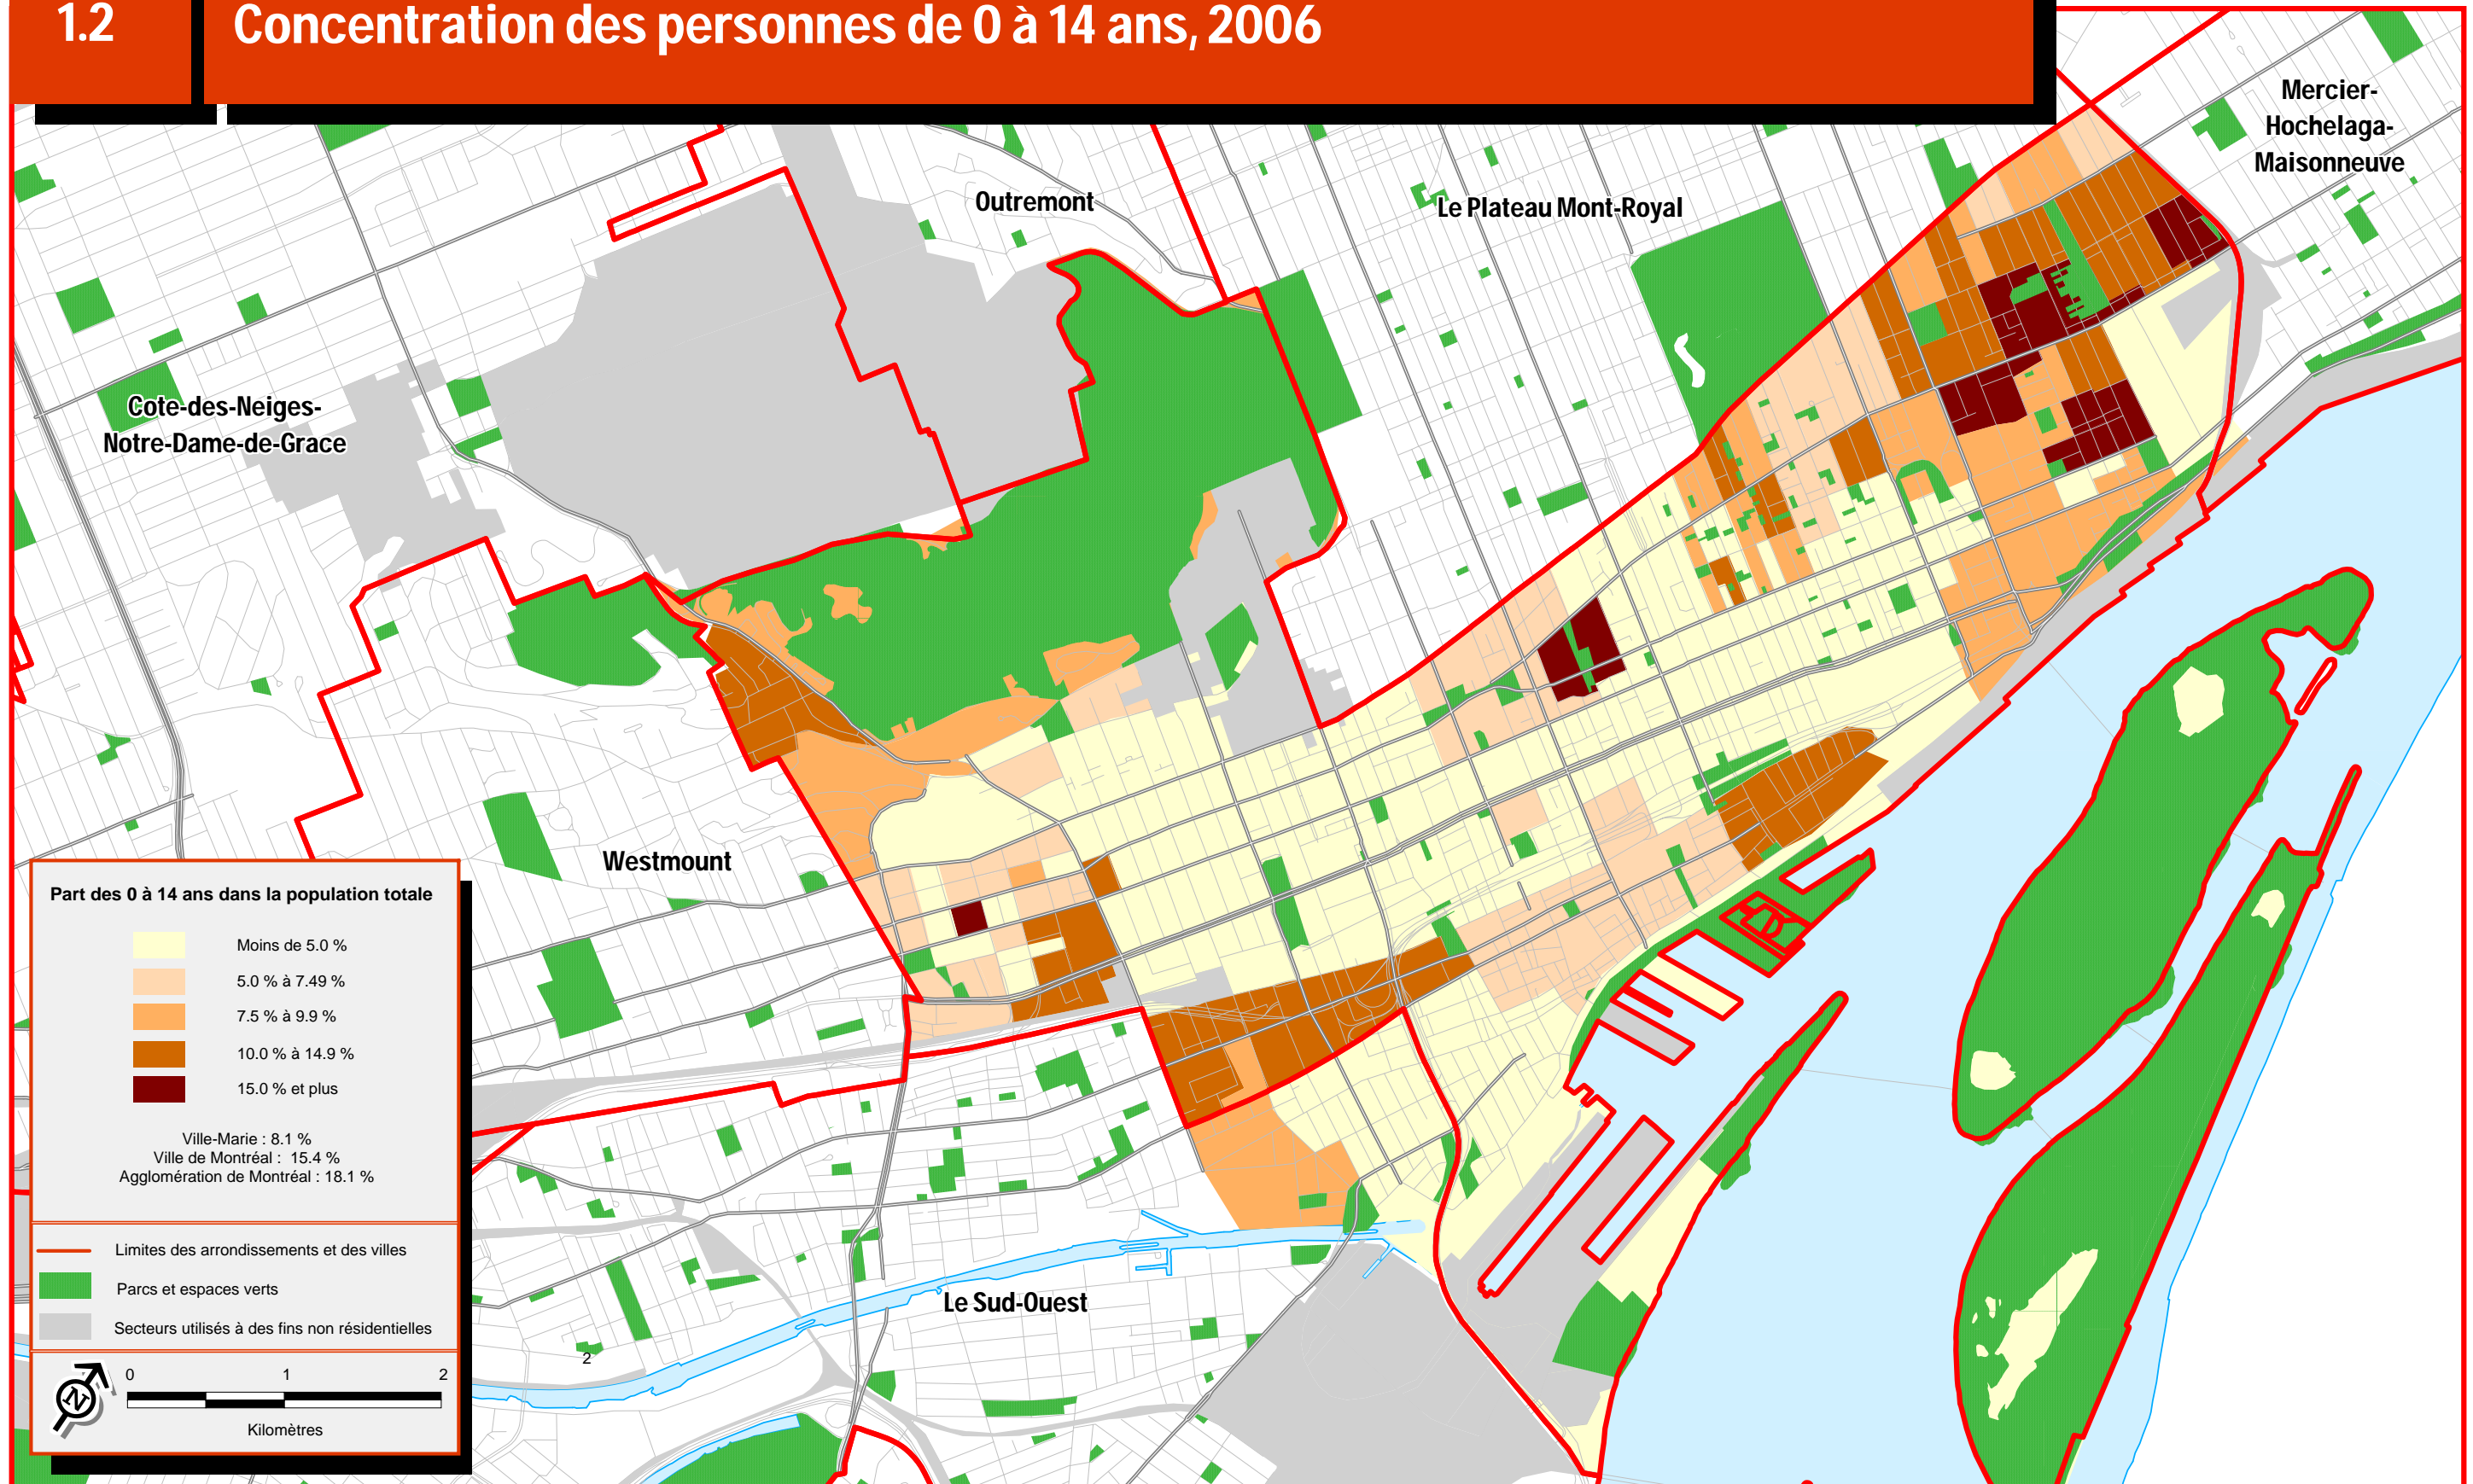 1.2
Concentration des personnes de 0 à 14 ans, 2006
Mercier-
Hochelaga-
Maisonneuve
Outremont
Le Plateau Mont-Royal
Cote-des-Neiges-
Notre-Dame-de-Grace
Westmount
Le Sud-Ouest
2
Part des 0 à 14 ans dans la population totale
Moins de 5.0 %
5.0 % à 7.49 %
7.5 % à 9.9 %
10.0 % à 14.9 %
15.0 % et plus
Ville-Marie : 8.1 %
Ville de Montréal : 15.4 %
Agglomération de Montréal : 18.1 %
Limites des arrondissements et des villes
Parcs et espaces verts
Secteurs utilisés à des fins non résidentielles
N
0 1 2
Kilomètres